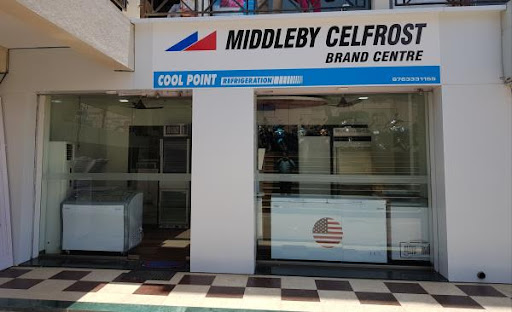 MIDDLEBY CELFROST
BRAND CENTRE
COOL POINT REFRIGERATION